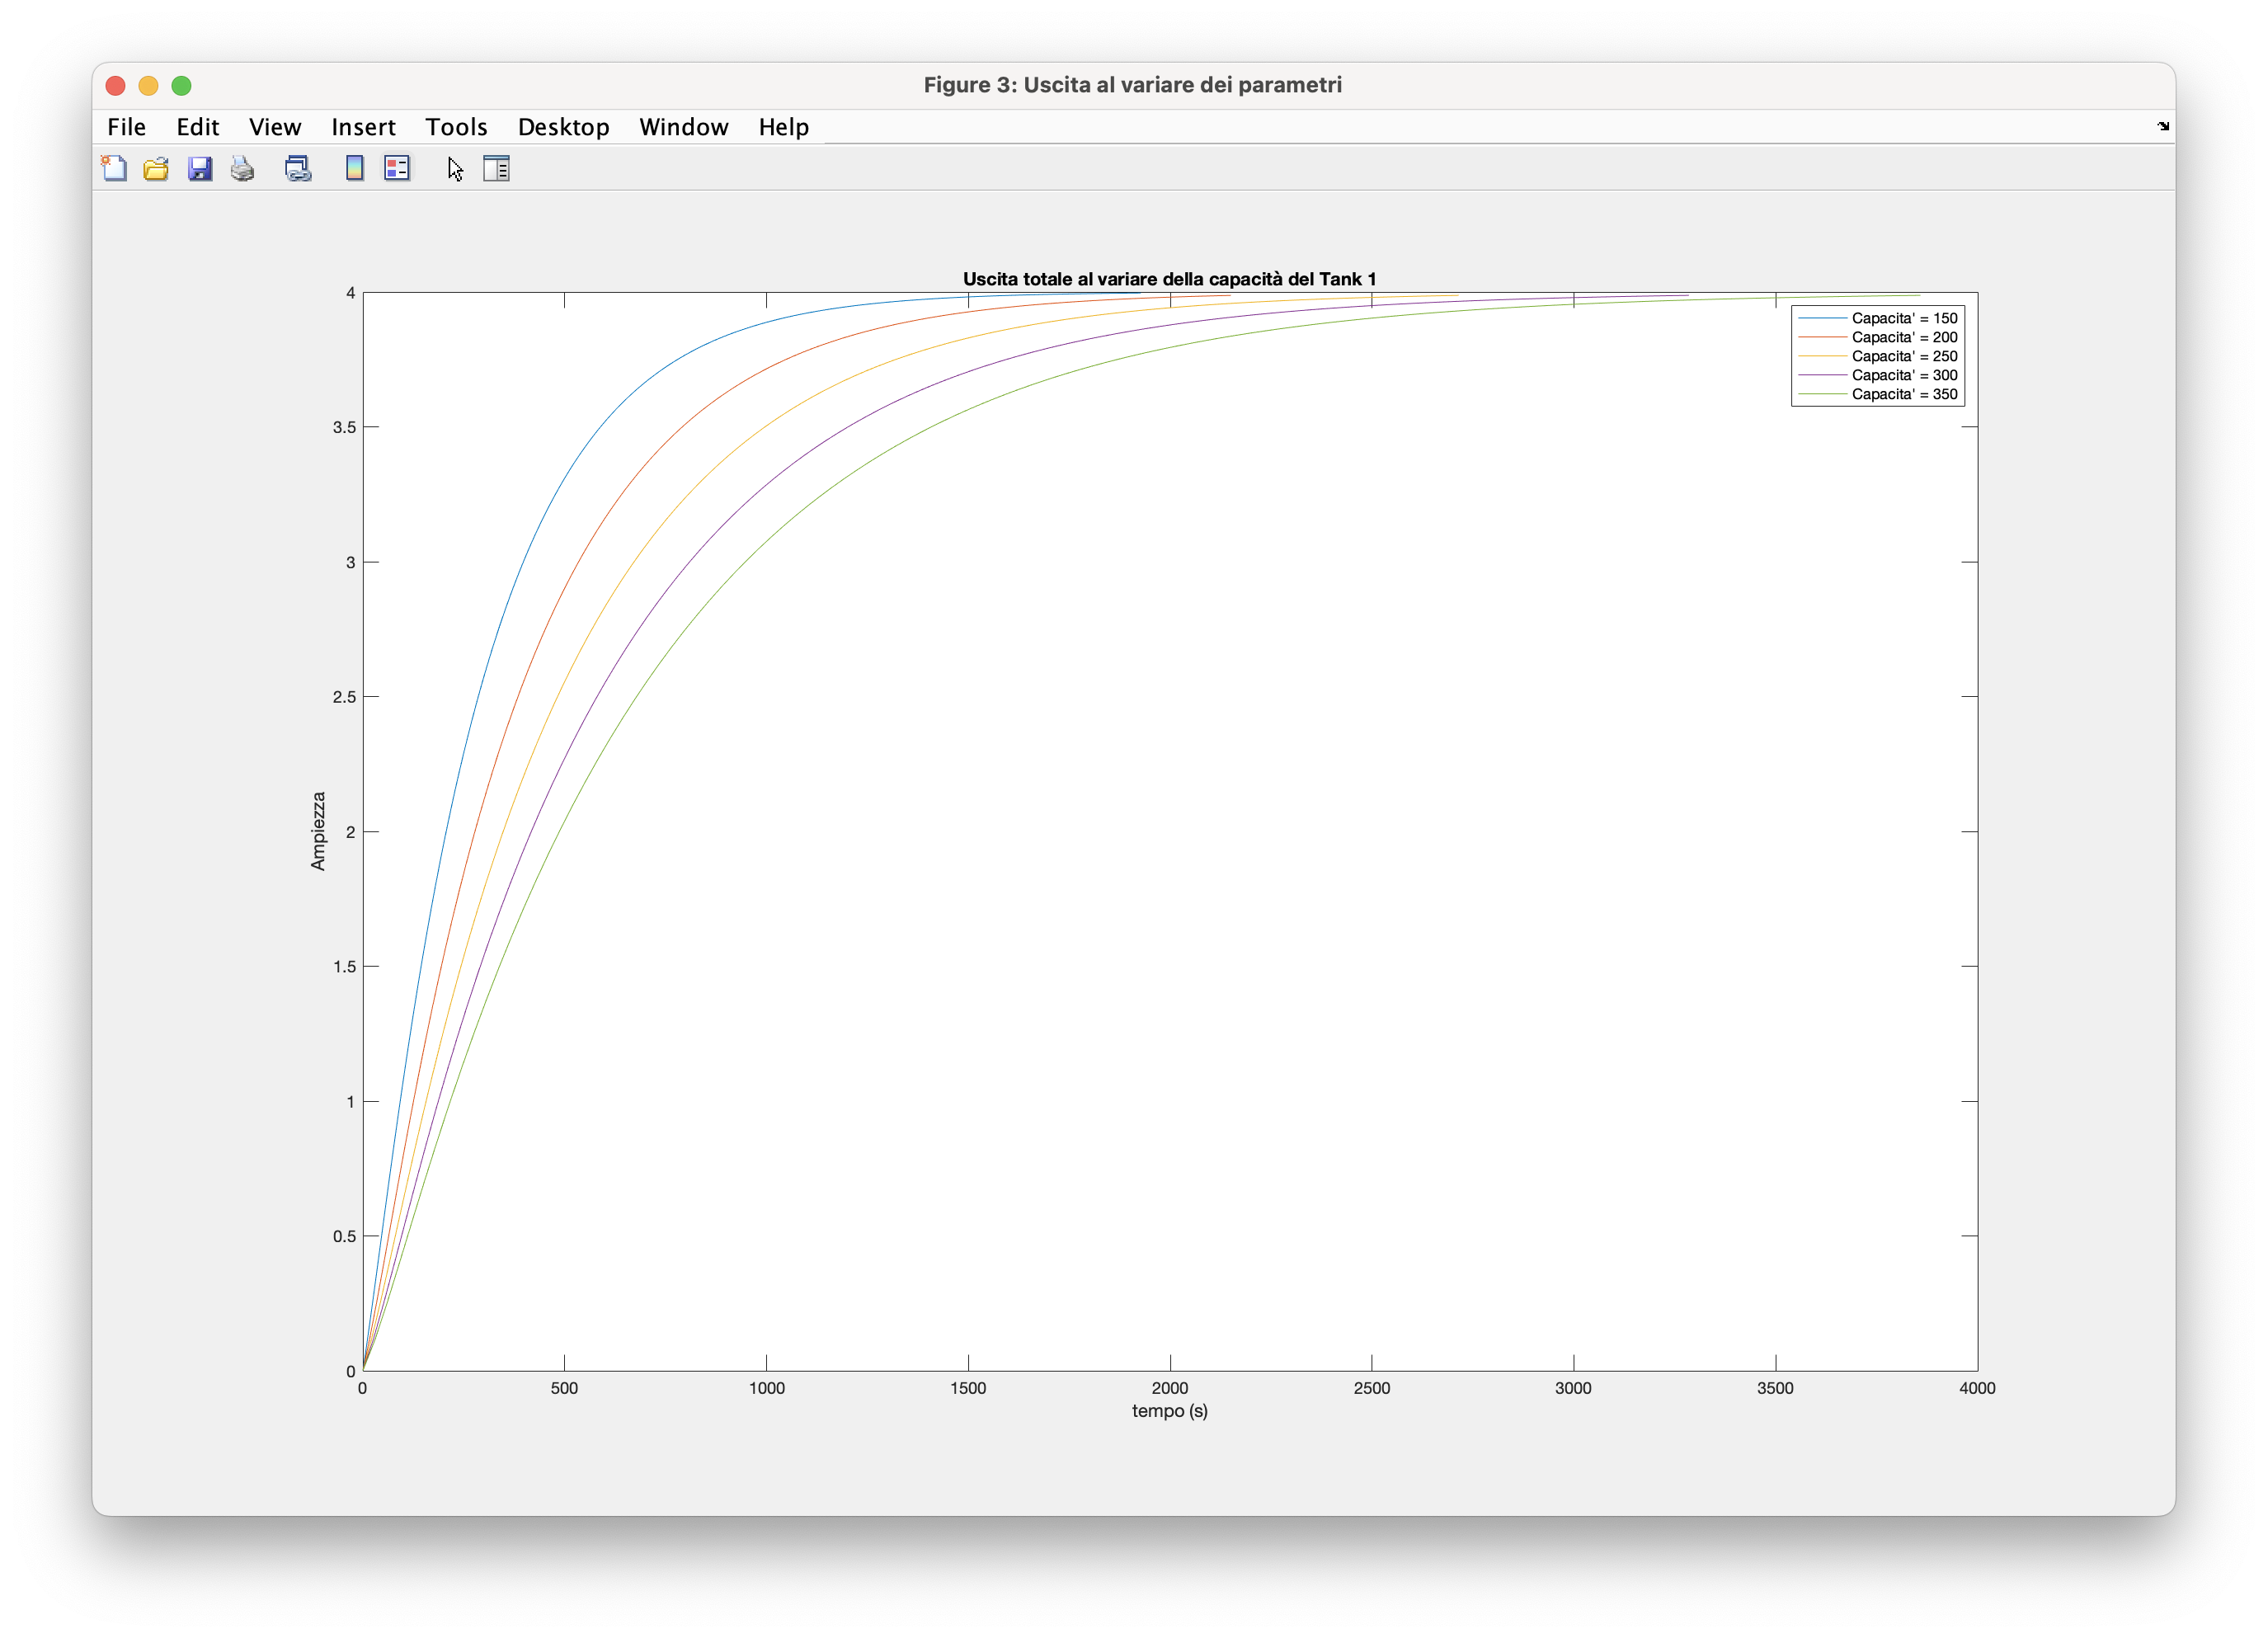 Figure 3: Uscita al variare dei parametri
File Edit View Insert Tools Desktop Window Help
Uscita totale al variare della capacità del Tank 1
4
3.5
3
2.5
2
1.5
1
0.5
0
Ampiezza
Capacita' = 150
Capacita' = 200
Capacita' = 250
Capacita' = 300
Capacita' = 350
0 500 1000 1500 2000 2500 3000 3500 4000
tempo (s)